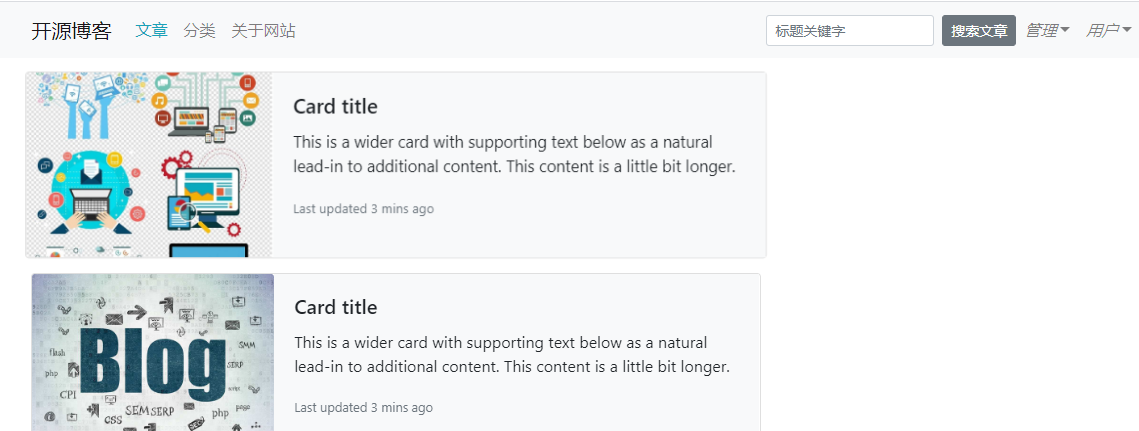 开源博客 文章 分类 关于网站 标题关键字 搜索文章 管理 用户
Card title
This is a wider card with supporting text below as a natural
lead-in to additional content. This content is a little bit longer.
Last updated 3 mins ago
Card title
This is a wider card with supporting text below as a natural
lead-in to additional content. This content is a little bit longer.
Last updated 3 mins ago
Blog
flash
SMM
php
SERP
CPI
SEM SERP
php
page
CSS